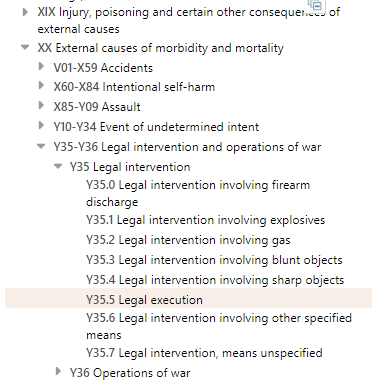 XIX Injury, poisoning and certain other consequences of
external causes
XX External causes of morbidity and mortality
V01-X59 Accidents
X60-X84 Intentional self-harm
X85-Y09 Assault
Y10-Y34 Event of undetermined intent
Y35-Y36 Legal intervention and operations of war
Y35 Legal intervention
Y35.0 Legal intervention involving firearm
discharge
Y35.1 Legal intervention involving explosives
Y35.2 Legal intervention involving gas
Y35.3 Legal intervention involving blunt objects
Y35.4 Legal intervention involving sharp objects
Y35.5 Legal execution
Y35.6 Legal intervention involving other specified
means
Y35.7 Legal intervention, means unspecified
Y36 Operations of war